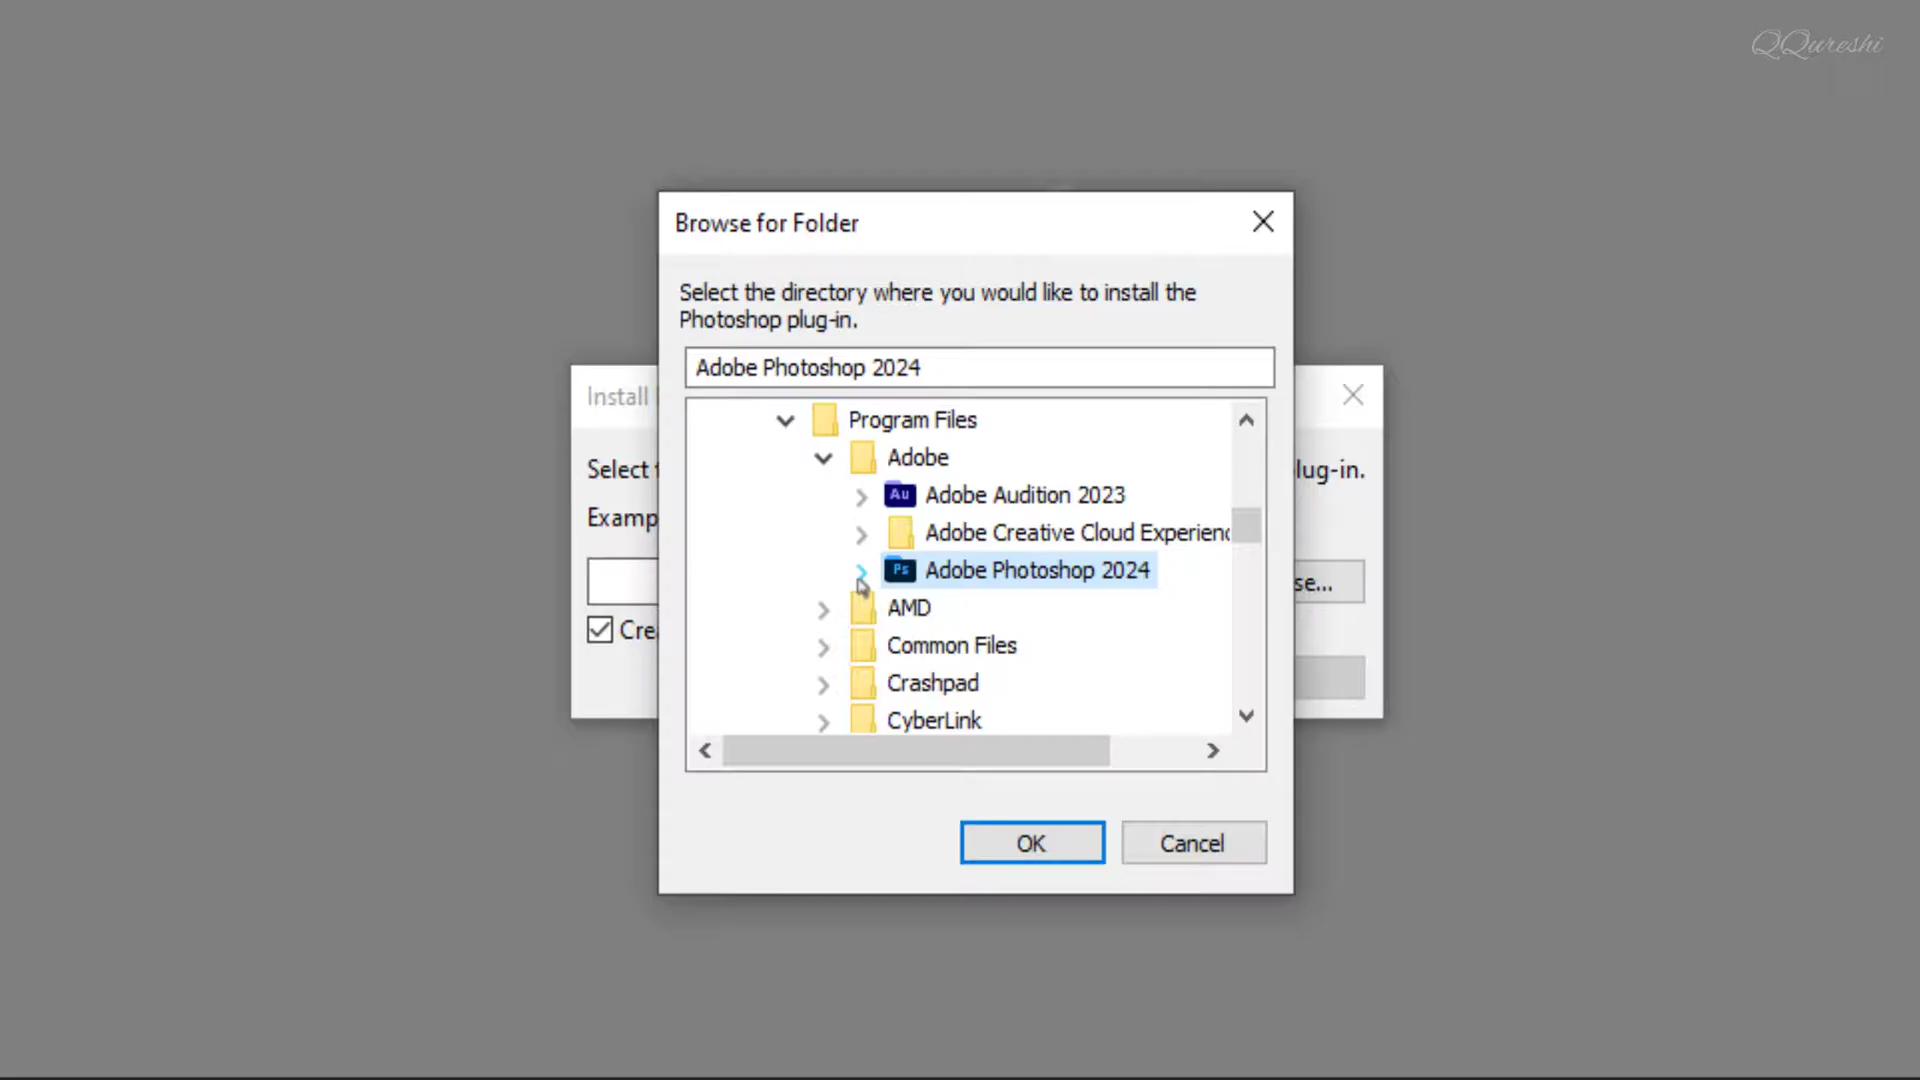 QQureshi
Browse for Folder
Select the directory where you would like to install the
Photoshop plug-in.
Adobe Photoshop 2024
Install
Program Files
Adobe
Select
lug-in.
Au Adobe Audition 2023
Examp
Adobe Creative Cloud Experienc
Ps Adobe Photoshop 2024
se...
AMD
Crea
Common Files
Crashpad
CyberLink
OK
Cancel